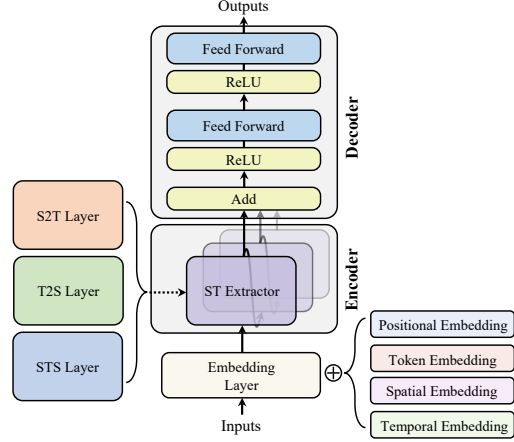 Outputs
Feed Forward
ReLU
Feed Forward
ReLU
Add
Decoder
S2T Layer
T2S Layer
STS Layer
ST Extractor
Encoder
Embedding
Layer
Inputs
Positional Embedding
Token Embedding
Spatial Embedding
Temporal Embedding